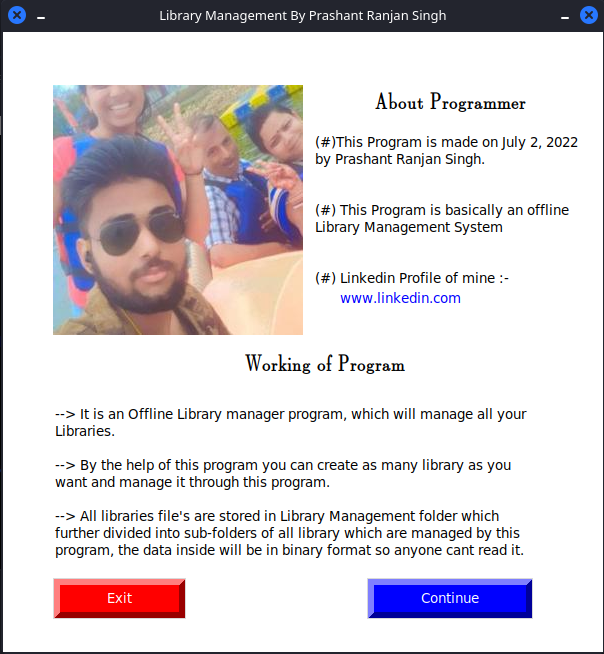 Library Management By Prashant Ranjan Singh
About Programmer
(#)This Program is made on July 2, 2022
by Prashant Ranjan Singh.
(#) This Program is basically an offline
Library Management System
(#) Linkedin Profile of mine :-
www.linkedin.com
Working of Program
--> It is an Offline Library manager program, which will manage all your
Libraries.
--> By the help of this program you can create as many library as you
want and manage it through this program.
--> All libraries file's are stored in Library Management folder which
further divided into sub-folders of all library which are managed by this
program, the data inside will be in binary format so anyone cant read it.
Exit
Continue